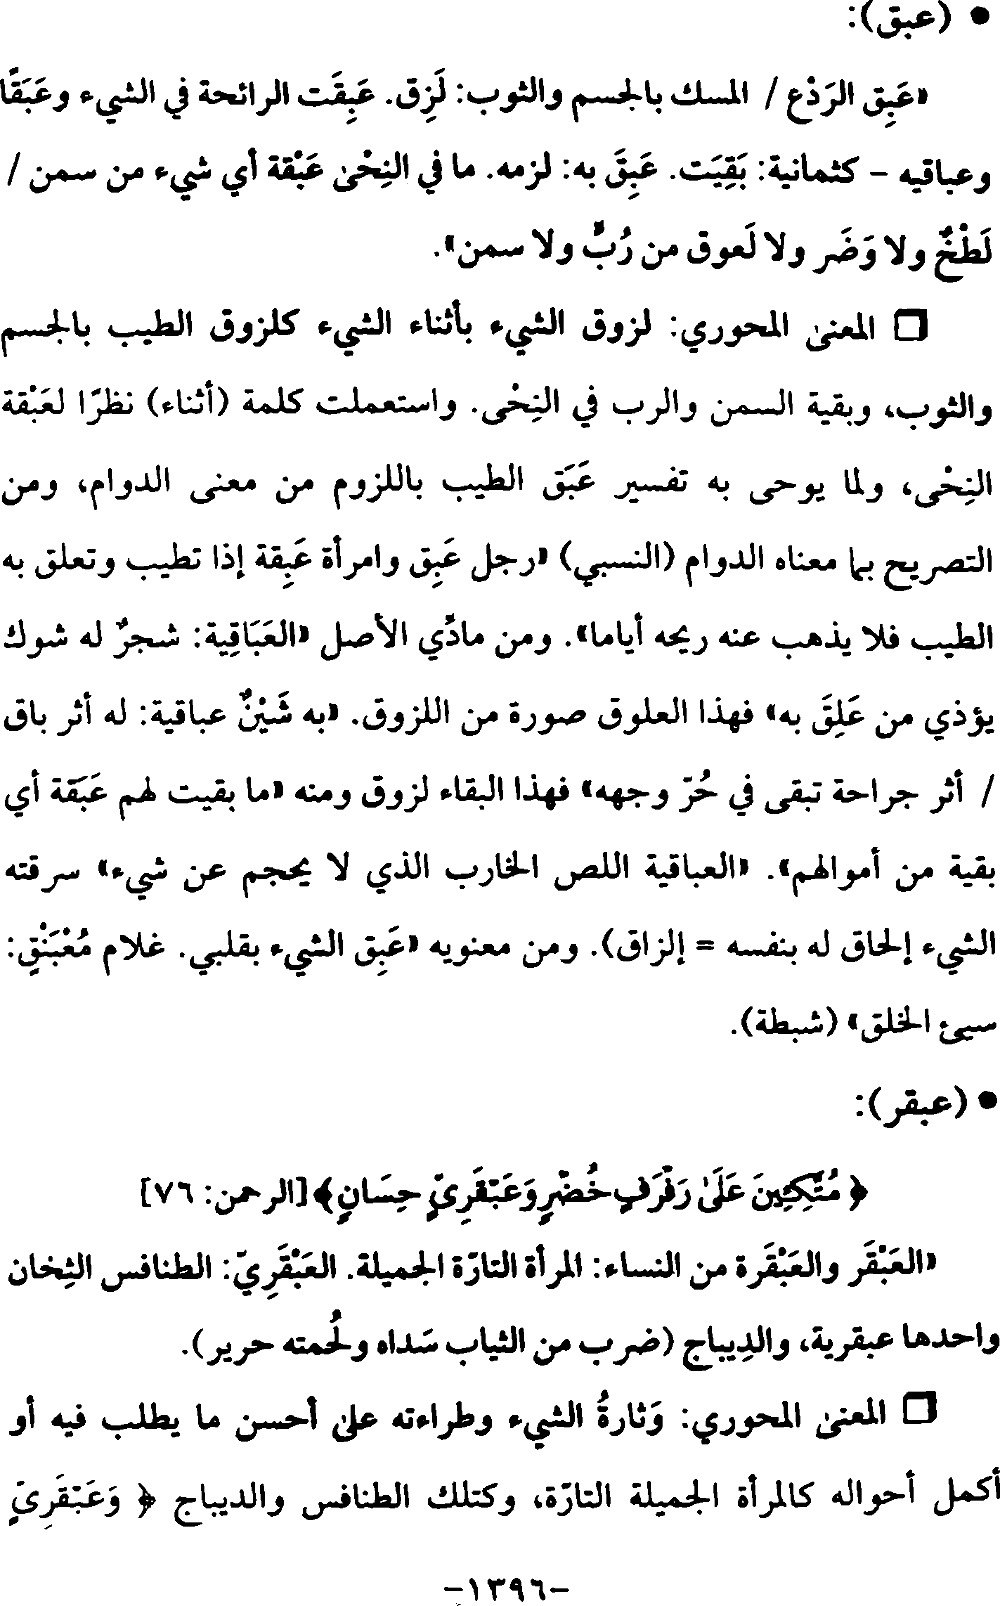 • (عبق):
«عَبِق الرَدْع / المسك بالجسم والثوب: لَزِق. عَبِقَت الرائحة في الشيء وعَبَقًا
وعباقيه – كثمانية: بَقِيَت. عَبِقَ به: لزمه. ما في النِحْىٰ عَبْقة أي شيء من سمن /
لَطْخٌ ولا وَضَر ولا لَعوق من رُبٍّ ولا سمن».
□ المعنىٰ المحوري: لزوق الشيء بأثناء الشيء كلزوق الطيب بالجسم
والثوب، وبقية السمن والرب في النِحْى. واستعملت كلمة (أثناء) نظرًا لعَبْقة
النِحْى، ولما يوحى به تفسير عَبَق الطيب باللزوم من معنى الدوام، ومن
التصريح بما معناه الدوام (النسبي) «رجل عَبِق وامرأة عَبِقة إذا تطيب وتعلق به
الطيب فلا يذهب عنه ريحه أياما». ومن مادِّي الأصل «العَبَاقِية: شجرٌ له شوك
يؤذي من عَلِقَ به» فهذا العلوق صورة من اللزوق. «به شَيْنٌ عباقية: له أثر باق
/ أثر جراحة تبقى في حُرّ وجهه» فهذا البقاء لزوق ومنه «ما بقيت لهم عَبَقة أي
بقية من أموالهم». «العباقية اللص الخارب الذي لا يحجم عن شيء» سرقته
الشيء إلحاق له بنفسه = إلزاق). ومن معنويه «عَبِق الشيء بقلبي. غلام مُعْبَنْقٍ:
سيئ الخلق» (شبطة).
• (عبقر):
﴿ مُتَّكِـِٔينَ عَلَىٰ رَفْرَفٍ خُضْرٍ وَعَبْقَرِىٍّ حِسَانٍ ﴾ [الرحمن: ٧٦]
«العَبْقَر والعَبْقَرة من النساء: المرأة التارّة الجميلة. العَبْقَرِيّ: الطنافس الثِخان
واحدها عبقرية، والدِيباج (ضرب من الثياب سَداه ولُحمته حرير).
□ المعنىٰ المحوري: وَثارةُ الشيء وطراءته علىٰ أحسن ما يطلب فيه أو
أكمل أحواله كالمرأة الجميلة التارّة، وكتلك الطنافس والديباج ﴿ وَعَبْقَرِىٍّ
-١٣٩٦-